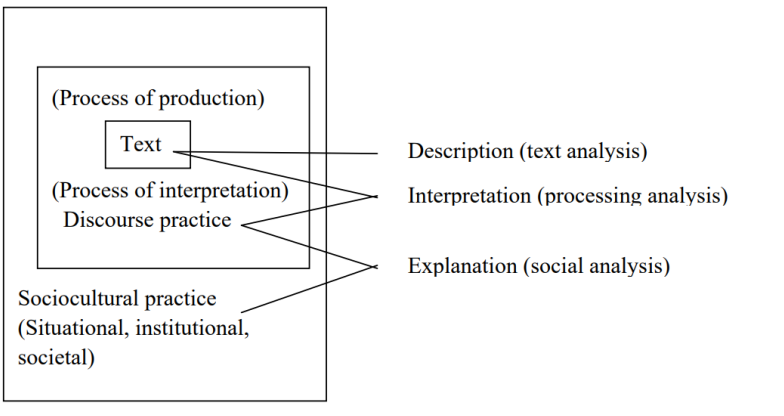 (Process of production)
Text
(Process of interpretation)
Discourse practice
Sociocultural practice
(Situational, institutional,
societal)
Description (text analysis)
Interpretation (processing analysis)
Explanation (social analysis)